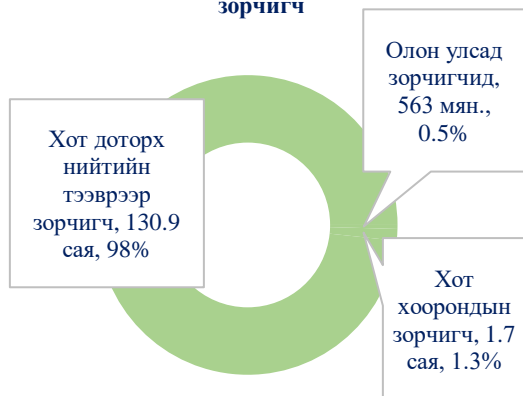 зорчигч
Олон улсад
зорчигчид,
563 мян.,
0.5%
Хот доторх
нийтийн
тээврээр
зорчигч, 130.9
сая, 98%
Хот
хоорондын
зорчигч, 1.7
сая, 1.3%